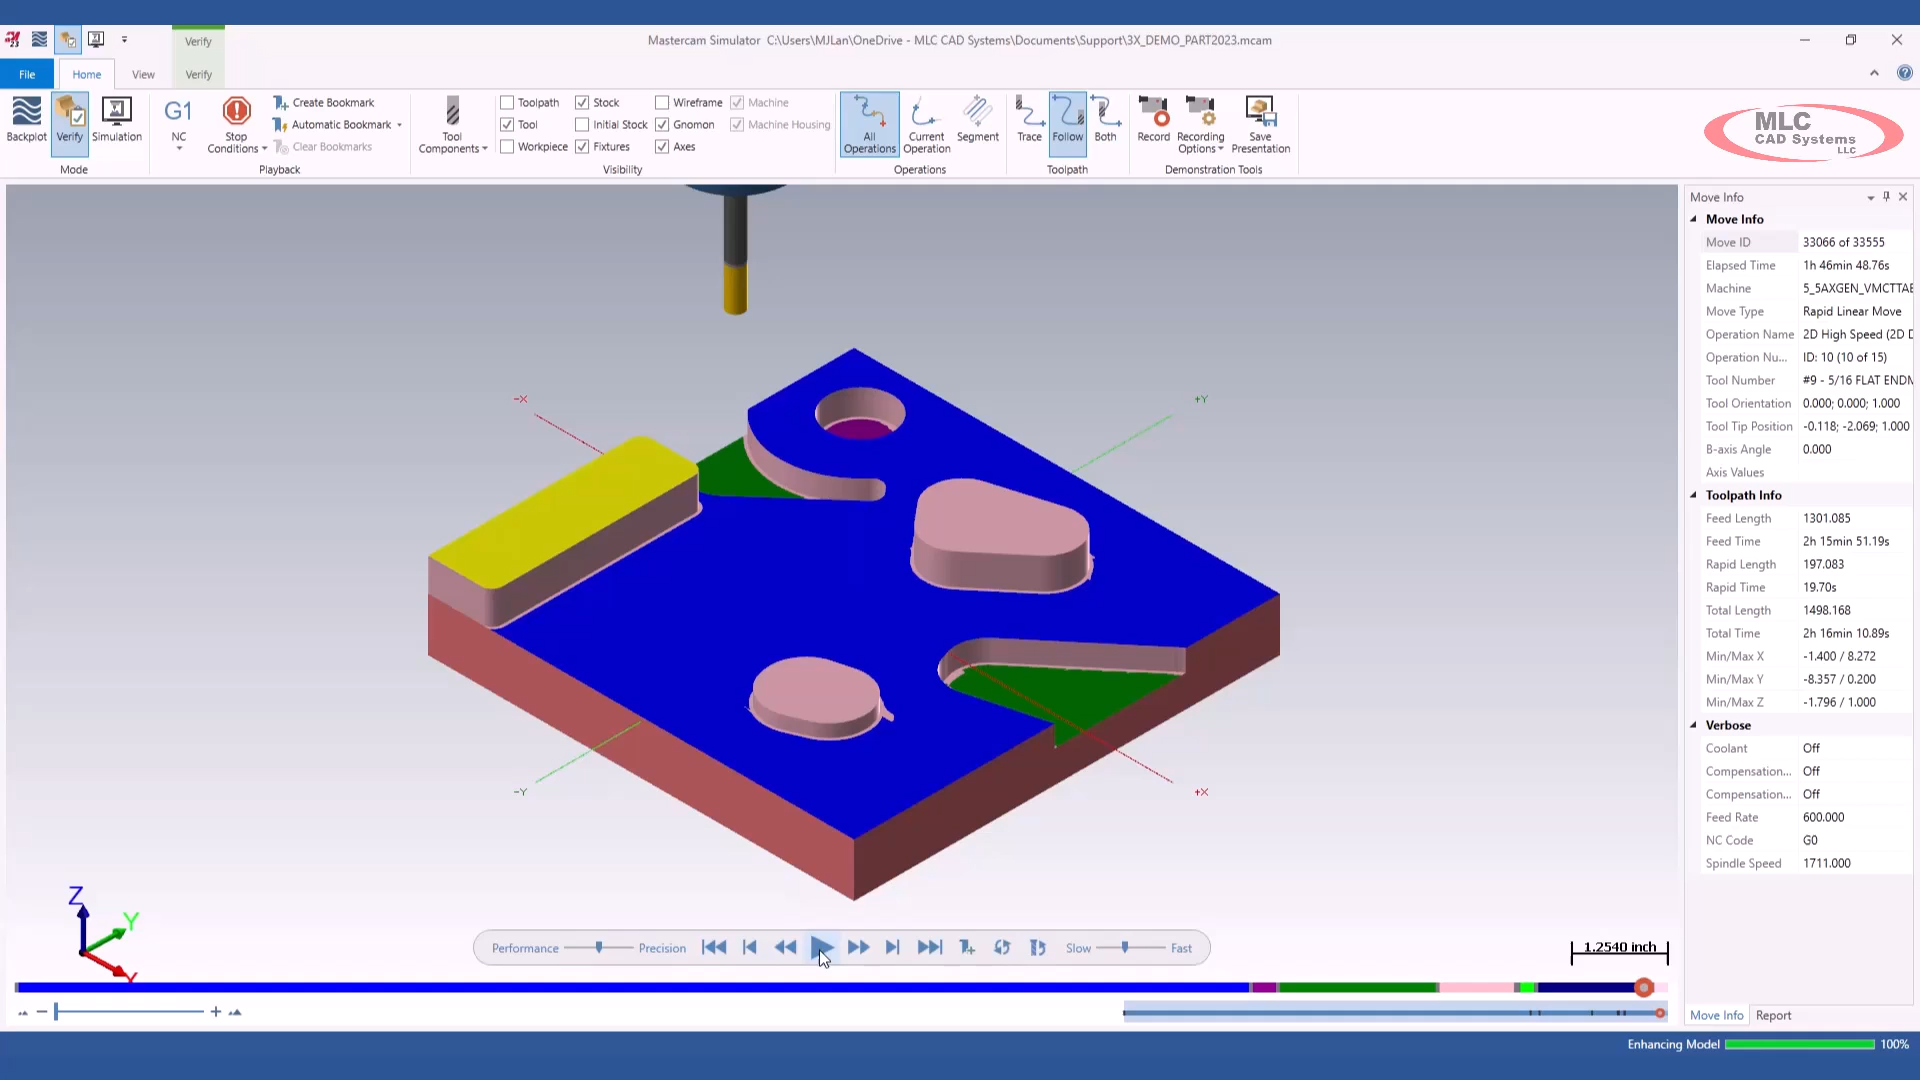 Verify
Mastercam Simulator C:\Users\MJLan\OneDrive - MLC CAD Systems\Documents\Support\3X_DEMO_PART2023.mcam
File
Home
View
Verify
Backplot
Verify
Simulation
Mode
G1
NC
Stop
Conditions
Create Bookmark
Automatic Bookmark
Clear Bookmarks
Playback
Tool
Components
Toolpath
Stock
Wireframe
Machine
Tool
Initial Stock
Gnomon
Machine Housing
Workpiece
Fixtures
Axes
Visibility
All
Operations
Current
Operation
Segment
Operations
Trace
Follow
Both
Toolpath
Record
Recording
Options
Save
Presentation
Demonstration Tools
MLC
CAD Systems
LLC
Move Info
Move Info
Move ID 33066 of 33555
Elapsed Time 1h 46min 48.76s
Machine 5_5AXGEN_VMCTTAE
Move Type Rapid Linear Move
Operation Name 2D High Speed (2D D
Operation Nu... ID: 10 (10 of 15)
Tool Number #9 - 5/16 FLAT ENDM
Tool Orientation 0.000; 0.000; 1.000
Tool Tip Position -0.118; -2.069; 1.000
B-axis Angle 0.000
Axis Values
Toolpath Info
Feed Length 1301.085
Feed Time 2h 15min 51.19s
Rapid Length 197.083
Rapid Time 19.70s
Total Length 1498.168
Total Time 2h 16min 10.89s
Min/Max X -1.400 / 8.272
Min/Max Y -8.357 / 0.200
Min/Max Z -1.796 / 1.000
Verbose
Coolant Off
Compensation... Off
Compensation... Off
Feed Rate 600.000
NC Code G0
Spindle Speed 1711.000
-X
+Y
-Y
+X
Z
Y
X
Performance
Precision
Slow
Fast
1.2540 inch
Move Info
Report
Enhancing Model 100%